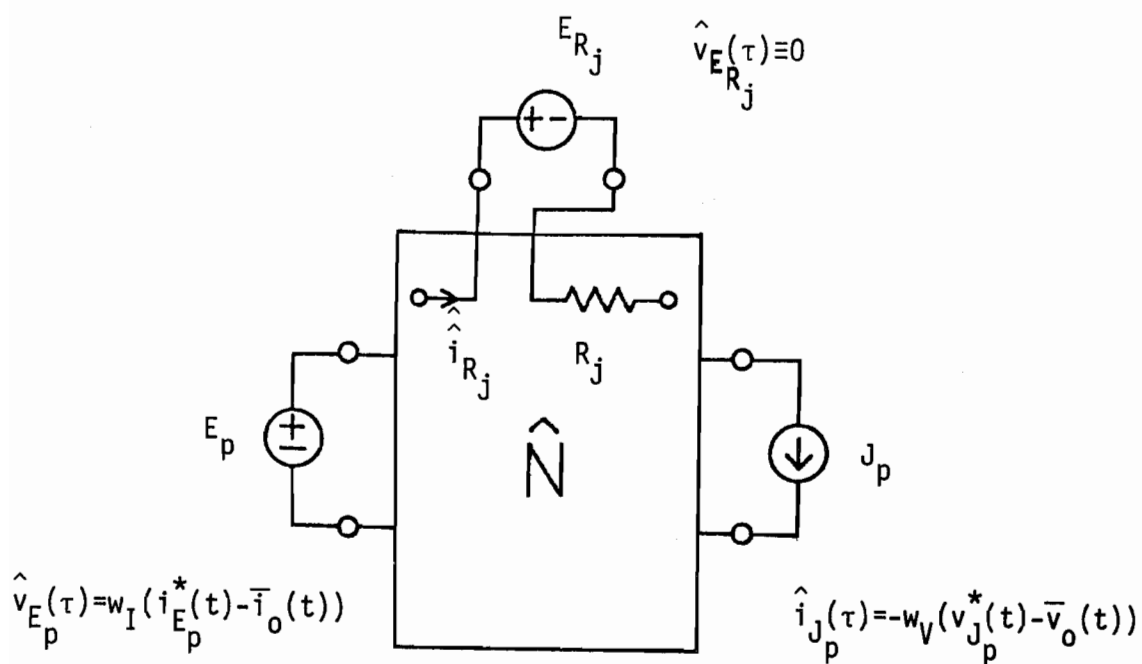 E_{R_j}
\hat{v}_{E_{R_j}}(τ)≡0
+ -
\hat{\hat{i}}_{R_j}
R_j
E_p
+
-
\hat{N}
J_p
\hat{v}_{E_p}(τ)=w_I(i^*_{E_p}(t)-\bar{i}_o(t))
\hat{i}_{J_p}(τ)=-w_V(v^*_{J_p}(t)-\bar{v}_o(t))